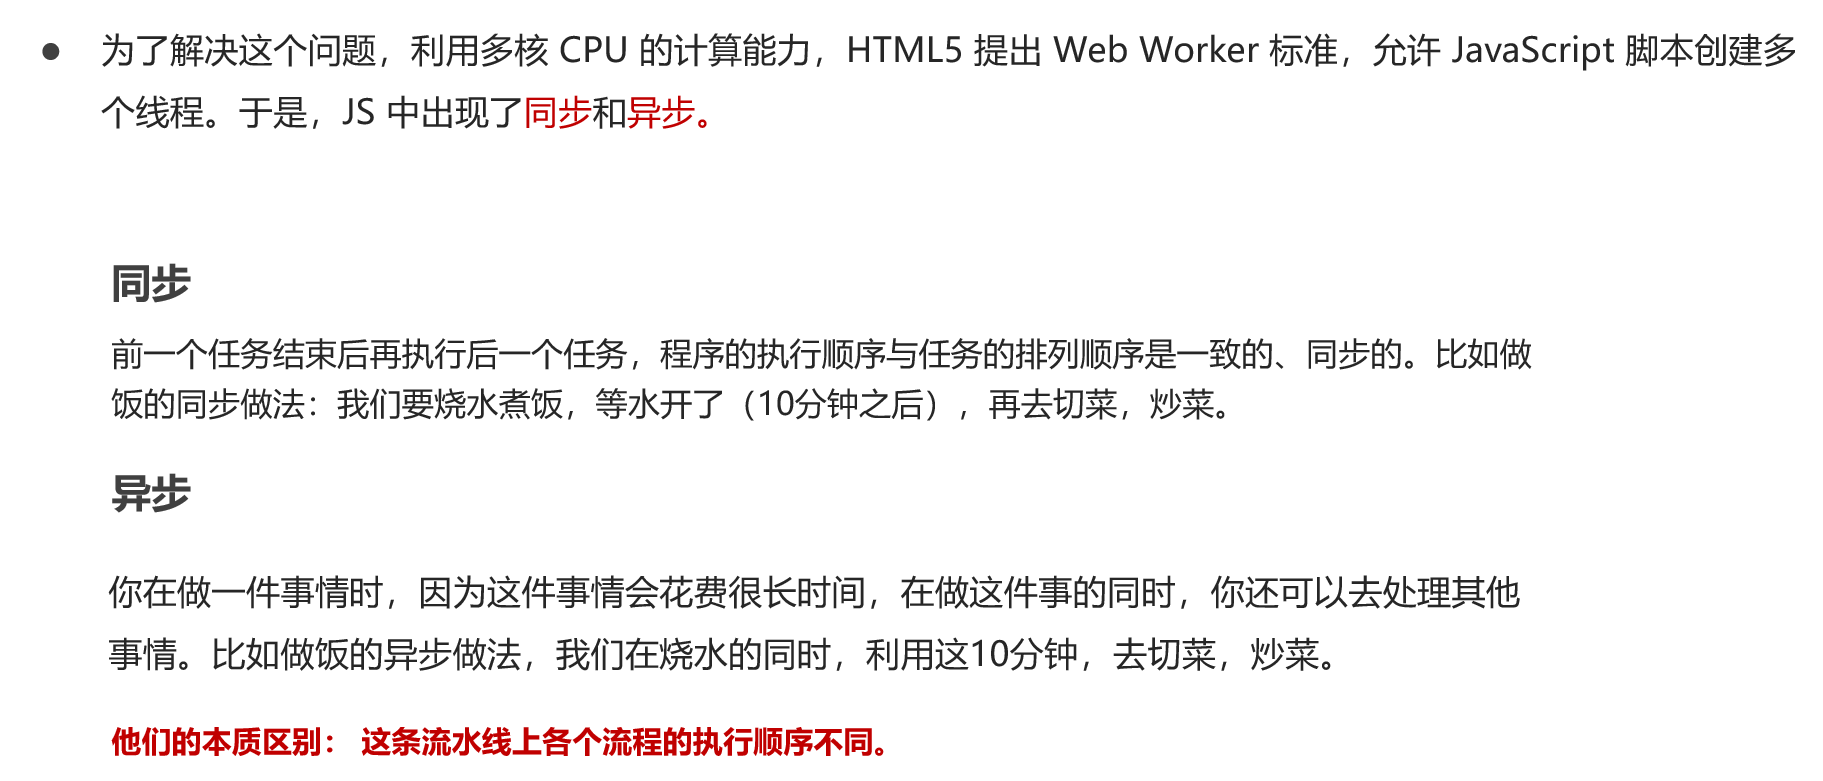 ● 为了解决这个问题，利用多核 CPU 的计算能力，HTML5 提出 Web Worker 标准，允许 JavaScript 脚本创建多
个线程。于是，JS 中出现了同步和异步。
同步
前一个任务结束后再执行后一个任务，程序的执行顺序与任务的排列顺序是一致的、同步的。比如做
饭的同步做法：我们要烧水煮饭，等水开了（10分钟之后），再去切菜，炒菜。
异步
你在做一件事情时，因为这件事情会花费很长时间，在做这件事的同时，你还可以去处理其他
事情。比如做饭的异步做法，我们在烧水的同时，利用这10分钟，去切菜，炒菜。
他们的本质区别： 这条流水线上各个流程的执行顺序不同。